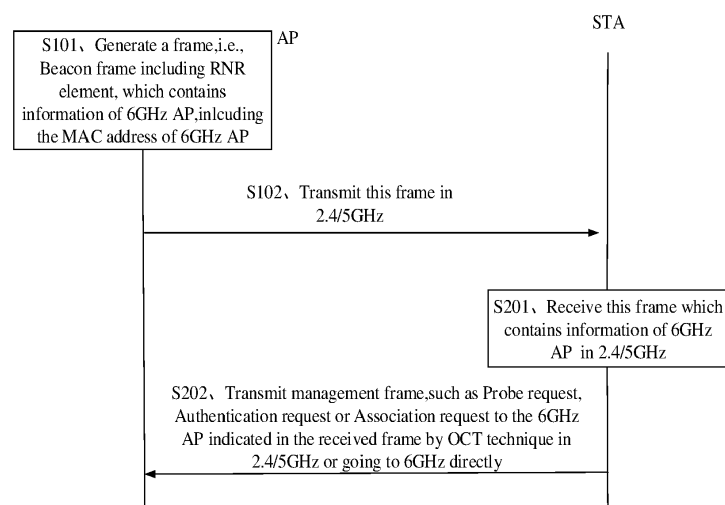 S101、Generate a frame,i.e.,
Beacon frame including RNR
element, which contains
information of 6GHz AP,inlcuding
the MAC address of 6GHz AP
AP
STA
S102、Transmit this frame in
2.4/5GHz
S201、Receive this frame which
contains information of 6GHz
AP in 2.4/5GHz
S202、Transmit management frame,such as Probe request,
Authentication request or Association request to the 6GHz
AP indicated in the received frame by OCT technique in
2.4/5GHz or going to 6GHz directly